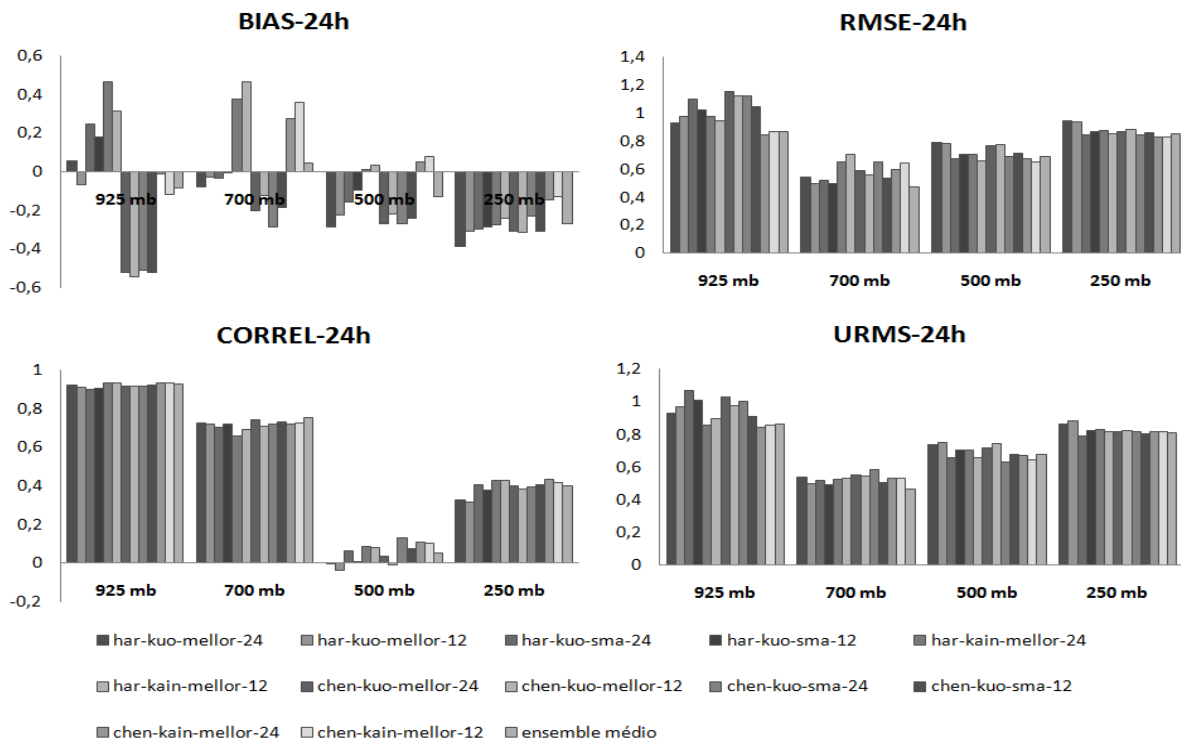 BIAS-24h
0,6
0,4
0,2
0
-0,2
-0,4
-0,6
925 mb 700 mb 500 mb 250 mb
RMSE-24h
1,4
1,2
1
0,8
0,6
0,4
0,2
0
925 mb 700 mb 500 mb 250 mb
CORREL-24h
1
0,8
0,6
0,4
0,2
0
-0,2
925 mb 700 mb 500 mb 250 mb
URMS-24h
1,2
1
0,8
0,6
0,4
0,2
0
925 mb 700 mb 500 mb 250 mb
har-kuo-mellor-24 har-kuo-mellor-12 har-kuo-sma-24 har-kuo-sma-12 har-kain-mellor-24
har-kain-mellor-12 chen-kuo-mellor-24 chen-kuo-mellor-12 chen-kuo-sma-24 chen-kuo-sma-12
chen-kain-mellor-24 chen-kain-mellor-12 ensemble médio